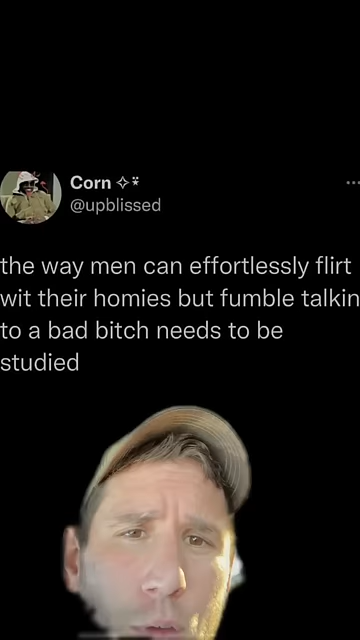 Corn ✧*̈
@upblissed
the way men can effortlessly flirt
wit their homies but fumble talkin
to a bad bitch needs to be
studied